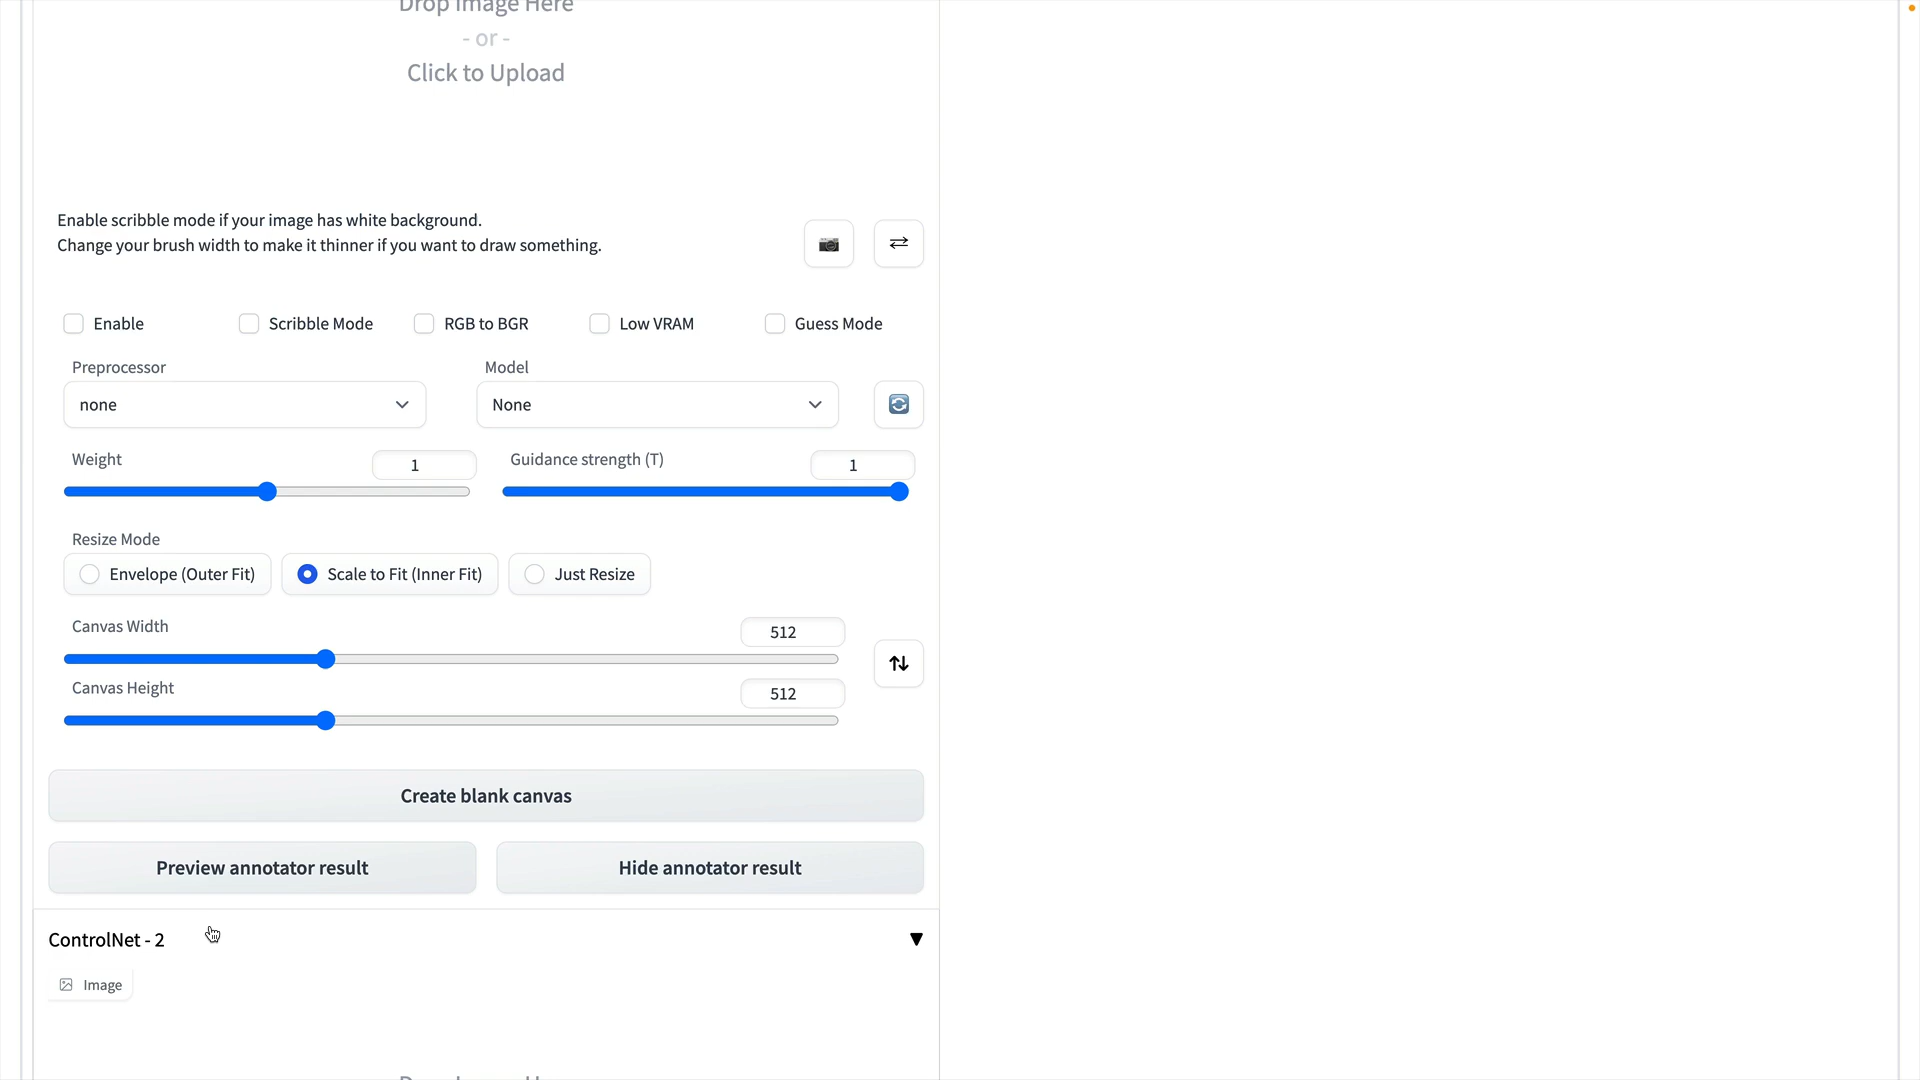 Drop Image Here
- or -
Click to Upload
Enable scribble mode if your image has white background.
Change your brush width to make it thinner if you want to draw something.
Enable
Scribble Mode
RGB to BGR
Low VRAM
Guess Mode
Preprocessor
Model
none
None
Weight
1
Guidance strength (T)
1
Resize Mode
Envelope (Outer Fit)
Scale to Fit (Inner Fit)
Just Resize
Canvas Width
512
Canvas Height
512
Create blank canvas
Preview annotator result
Hide annotator result
ControlNet - 2
Image